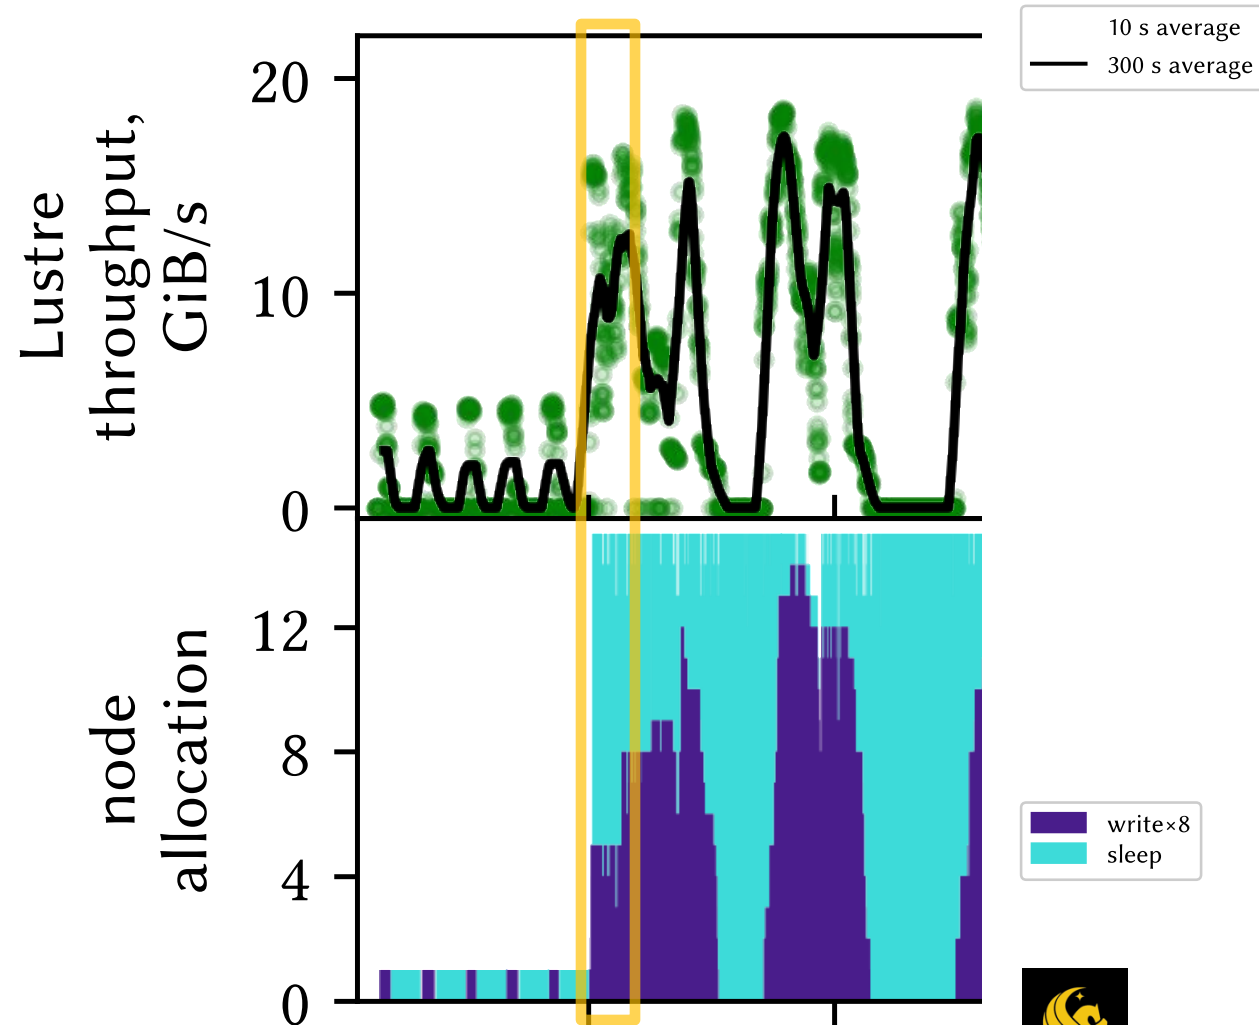 Lustre
throughput,
GiB/s
20
10
0
10 s average
300 s average
node
allocation
12
8
4
0
write×8
sleep